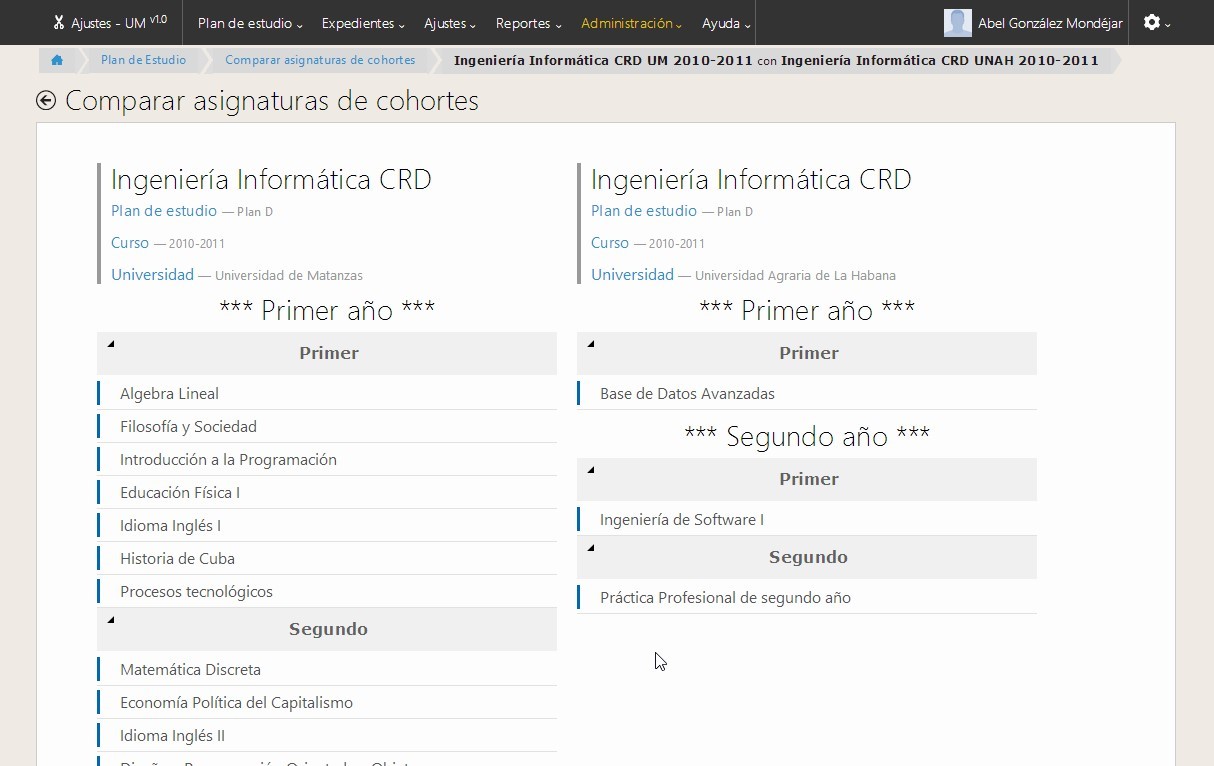 Ajustes - UM v1.0 Plan de estudio Expedientes Ajustes Reportes Administración Ayuda Abel González Mondéjar
Plan de Estudio Comparar asignaturas de cohortes Ingeniería Informática CRD UM 2010-2011 con Ingeniería Informática CRD UNAH 2010-2011
Comparar asignaturas de cohortes
Ingeniería Informática CRD
Plan de estudio — Plan D
Curso — 2010-2011
Universidad — Universidad de Matanzas
*** Primer año ***
Primer
Algebra Lineal
Filosofía y Sociedad
Introducción a la Programación
Educación Física I
Idioma Inglés I
Historia de Cuba
Procesos tecnológicos
Segundo
Matemática Discreta
Economía Política del Capitalismo
Idioma Inglés II
Ingeniería Informática CRD
Plan de estudio — Plan D
Curso — 2010-2011
Universidad — Universidad Agraria de La Habana
*** Primer año ***
Primer
Base de Datos Avanzadas
*** Segundo año ***
Primer
Ingeniería de Software I
Segundo
Práctica Profesional de segundo año